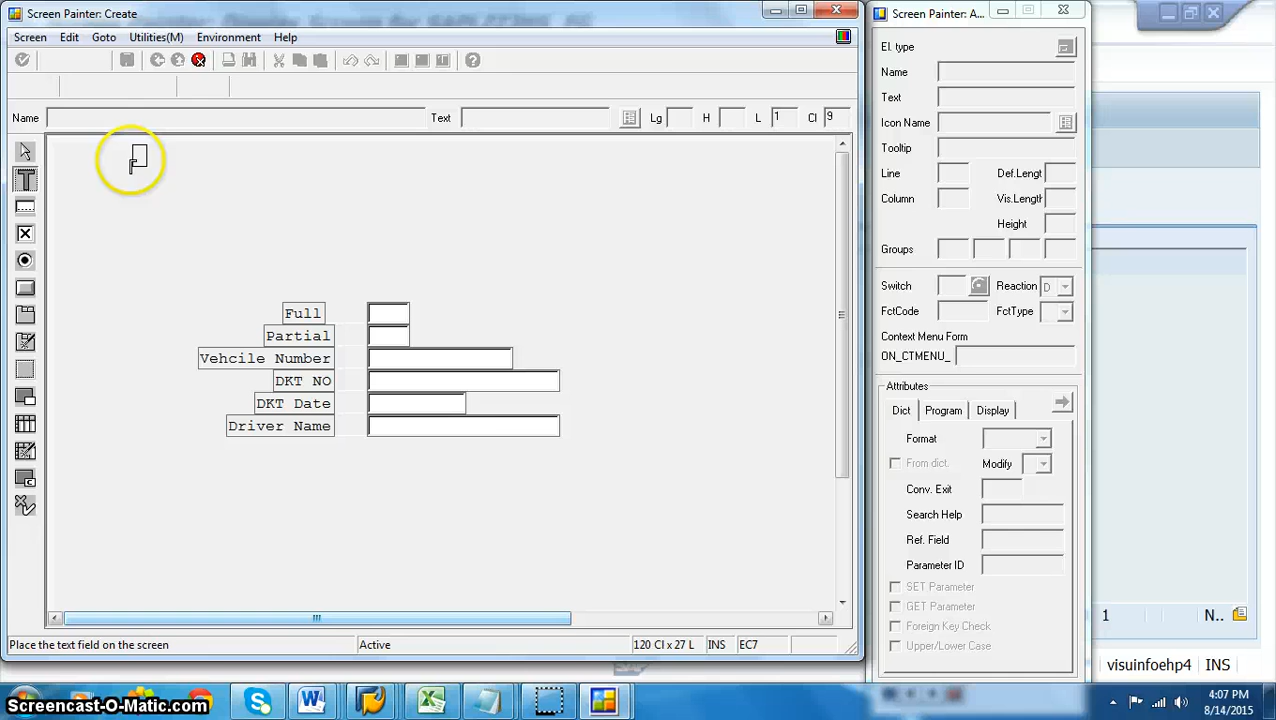 Screen Painter: Create
Screen Edit Goto Utilities(M) Environment Help
Name Text Lg H L 1 Cl 9
Full
Partial
Vehcile Number
DKT NO
DKT Date
Driver Name
Place the text field on the screen Active 120 Cl x 27 L INS EC7
Screen Painter: A...
El. type
Name
Text
Icon Name
Tooltip
Line Def.Lengt
Column Vis.Length
Height
Groups
Switch Reaction D
FctCode FctType
Context Menu Form
ON_CTMENU_
Attributes
Dict Program Display
Format
From dict. Modify
Conv. Exit
Search Help
Ref. Field
Parameter ID
SET Parameter
GET Parameter
Foreign Key Check
Upper/Lower Case
1 N..
visuinfoehp4 INS
Screencast-O-Matic.com
4:07 PM
8/14/2015